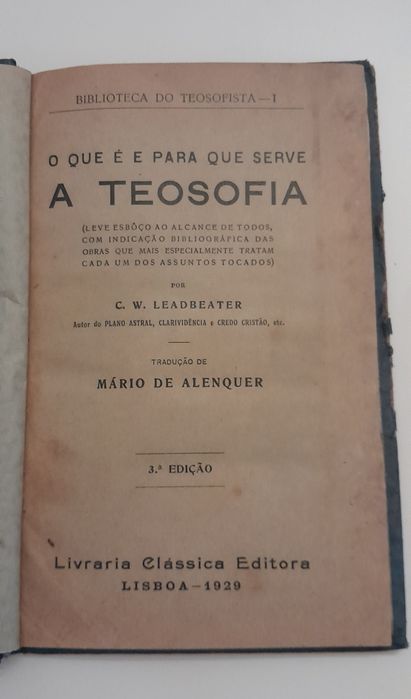 BIBLIOTECA DO TEOSOFISTA—I
O QUE É E PARA QUE SERVE
A TEOSOFIA
(LEVE ESBÔÇO AO ALCANCE DE TODOS,
COM INDICAÇÃO BIBLIOGRÁFICA DAS
OBRAS QUE MAIS ESPECIALMENTE TRATAM
CADA UM DOS ASSUNTOS TOCADOS)
POR
C. W. LEADBEATER
Autor do PLANO ASTRAL, CLARIVIDÊNCIA e CREDO CRISTÃO, etc.
TRADUÇÃO DE
MÁRIO DE ALENQUER
3.ª EDIÇÃO
Livraria Clássica Editora
LISBOA—1929